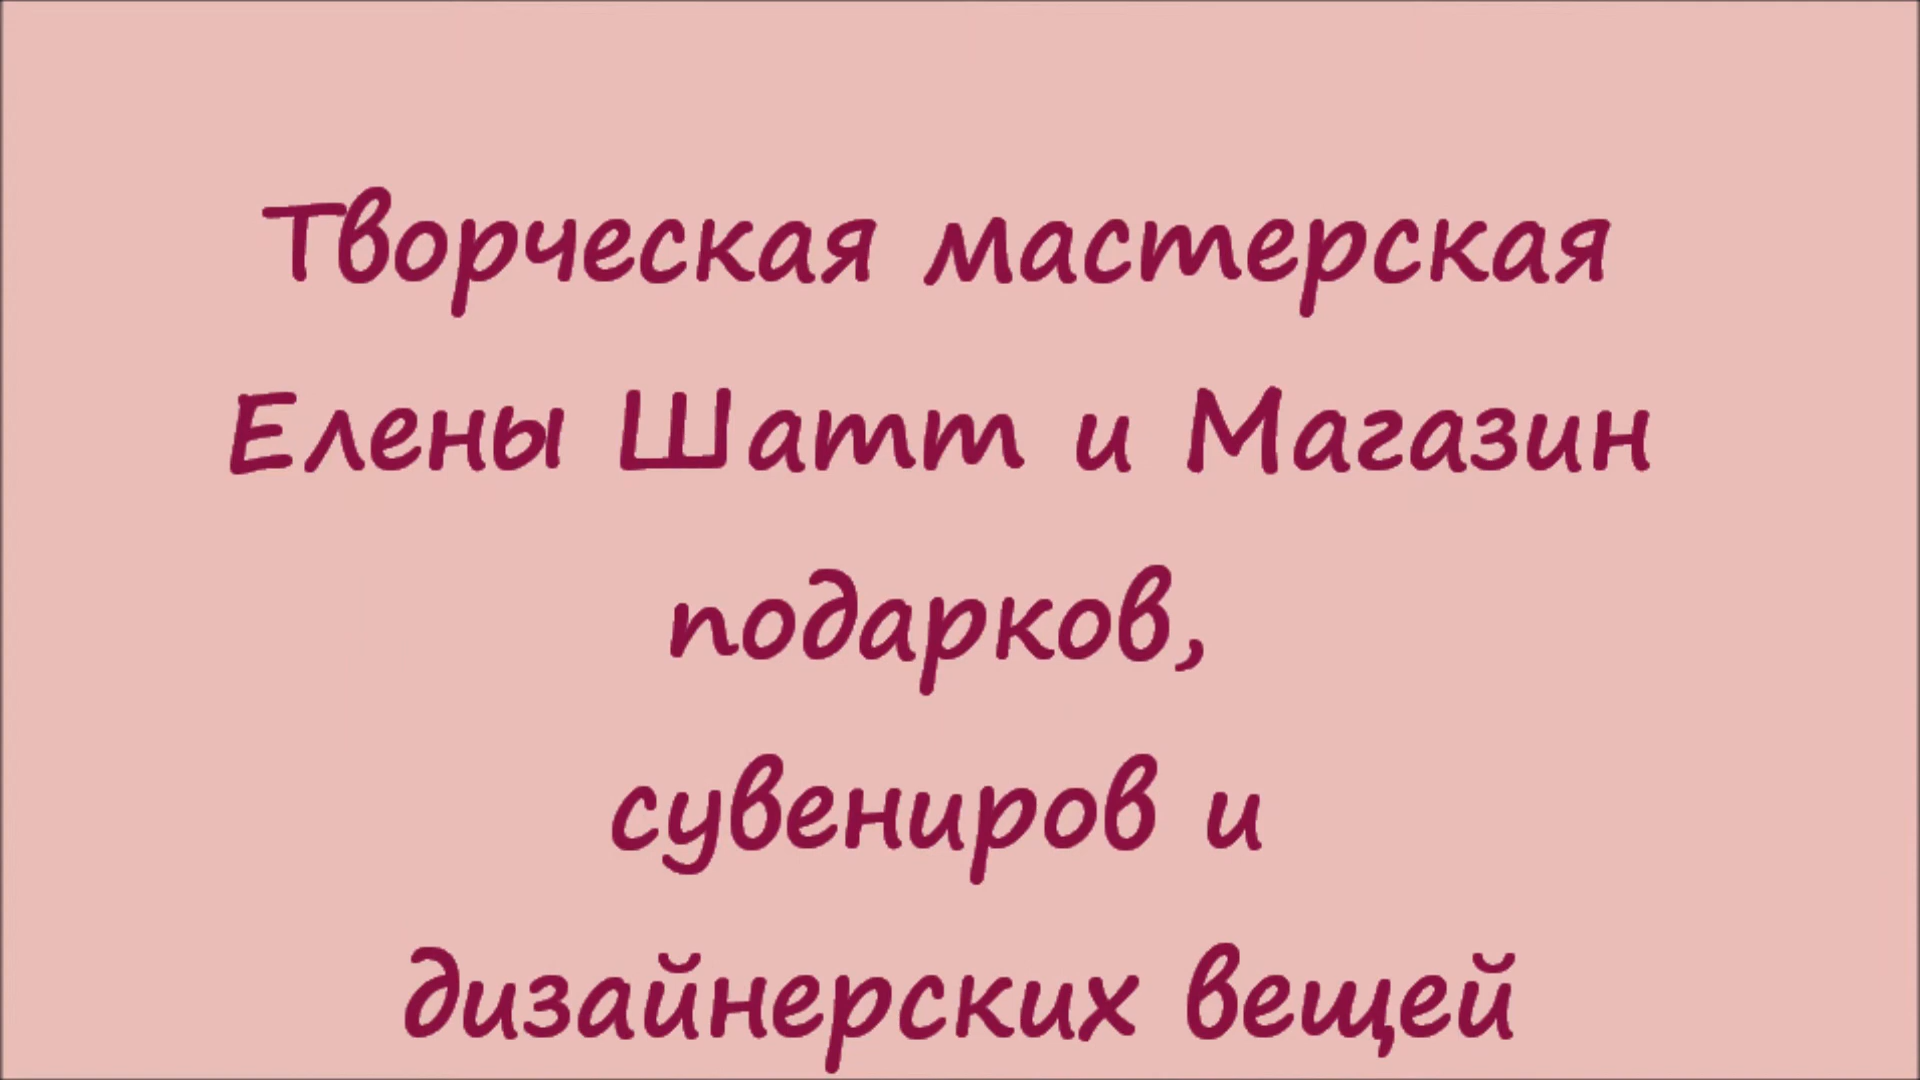 Творческая мастерская
Елены Шатт и Магазин
подарков,
сувениров и
дизайнерских вещей